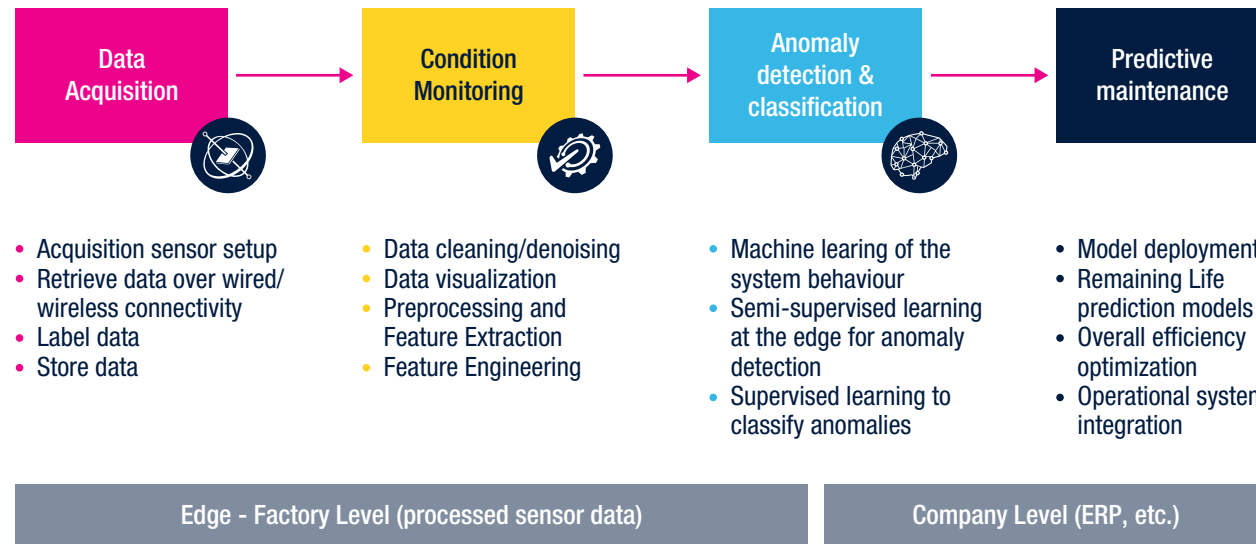 Data
Acquisition
Condition
Monitoring
Anomaly
detection &
classification
Predictive
maintenance
• Acquisition sensor setup
• Retrieve data over wired/
wireless connectivity
• Label data
• Store data
• Data cleaning/denoising
• Data visualization
• Preprocessing and
Feature Extraction
• Feature Engineering
• Machine learing of the
system behaviour
• Semi-supervised learning
at the edge for anomaly
detection
• Supervised learning to
classify anomalies
• Model deployment
• Remaining Life
prediction models
• Overall efficiency
optimization
• Operational system
integration
Edge - Factory Level (processed sensor data)
Company Level (ERP, etc.)